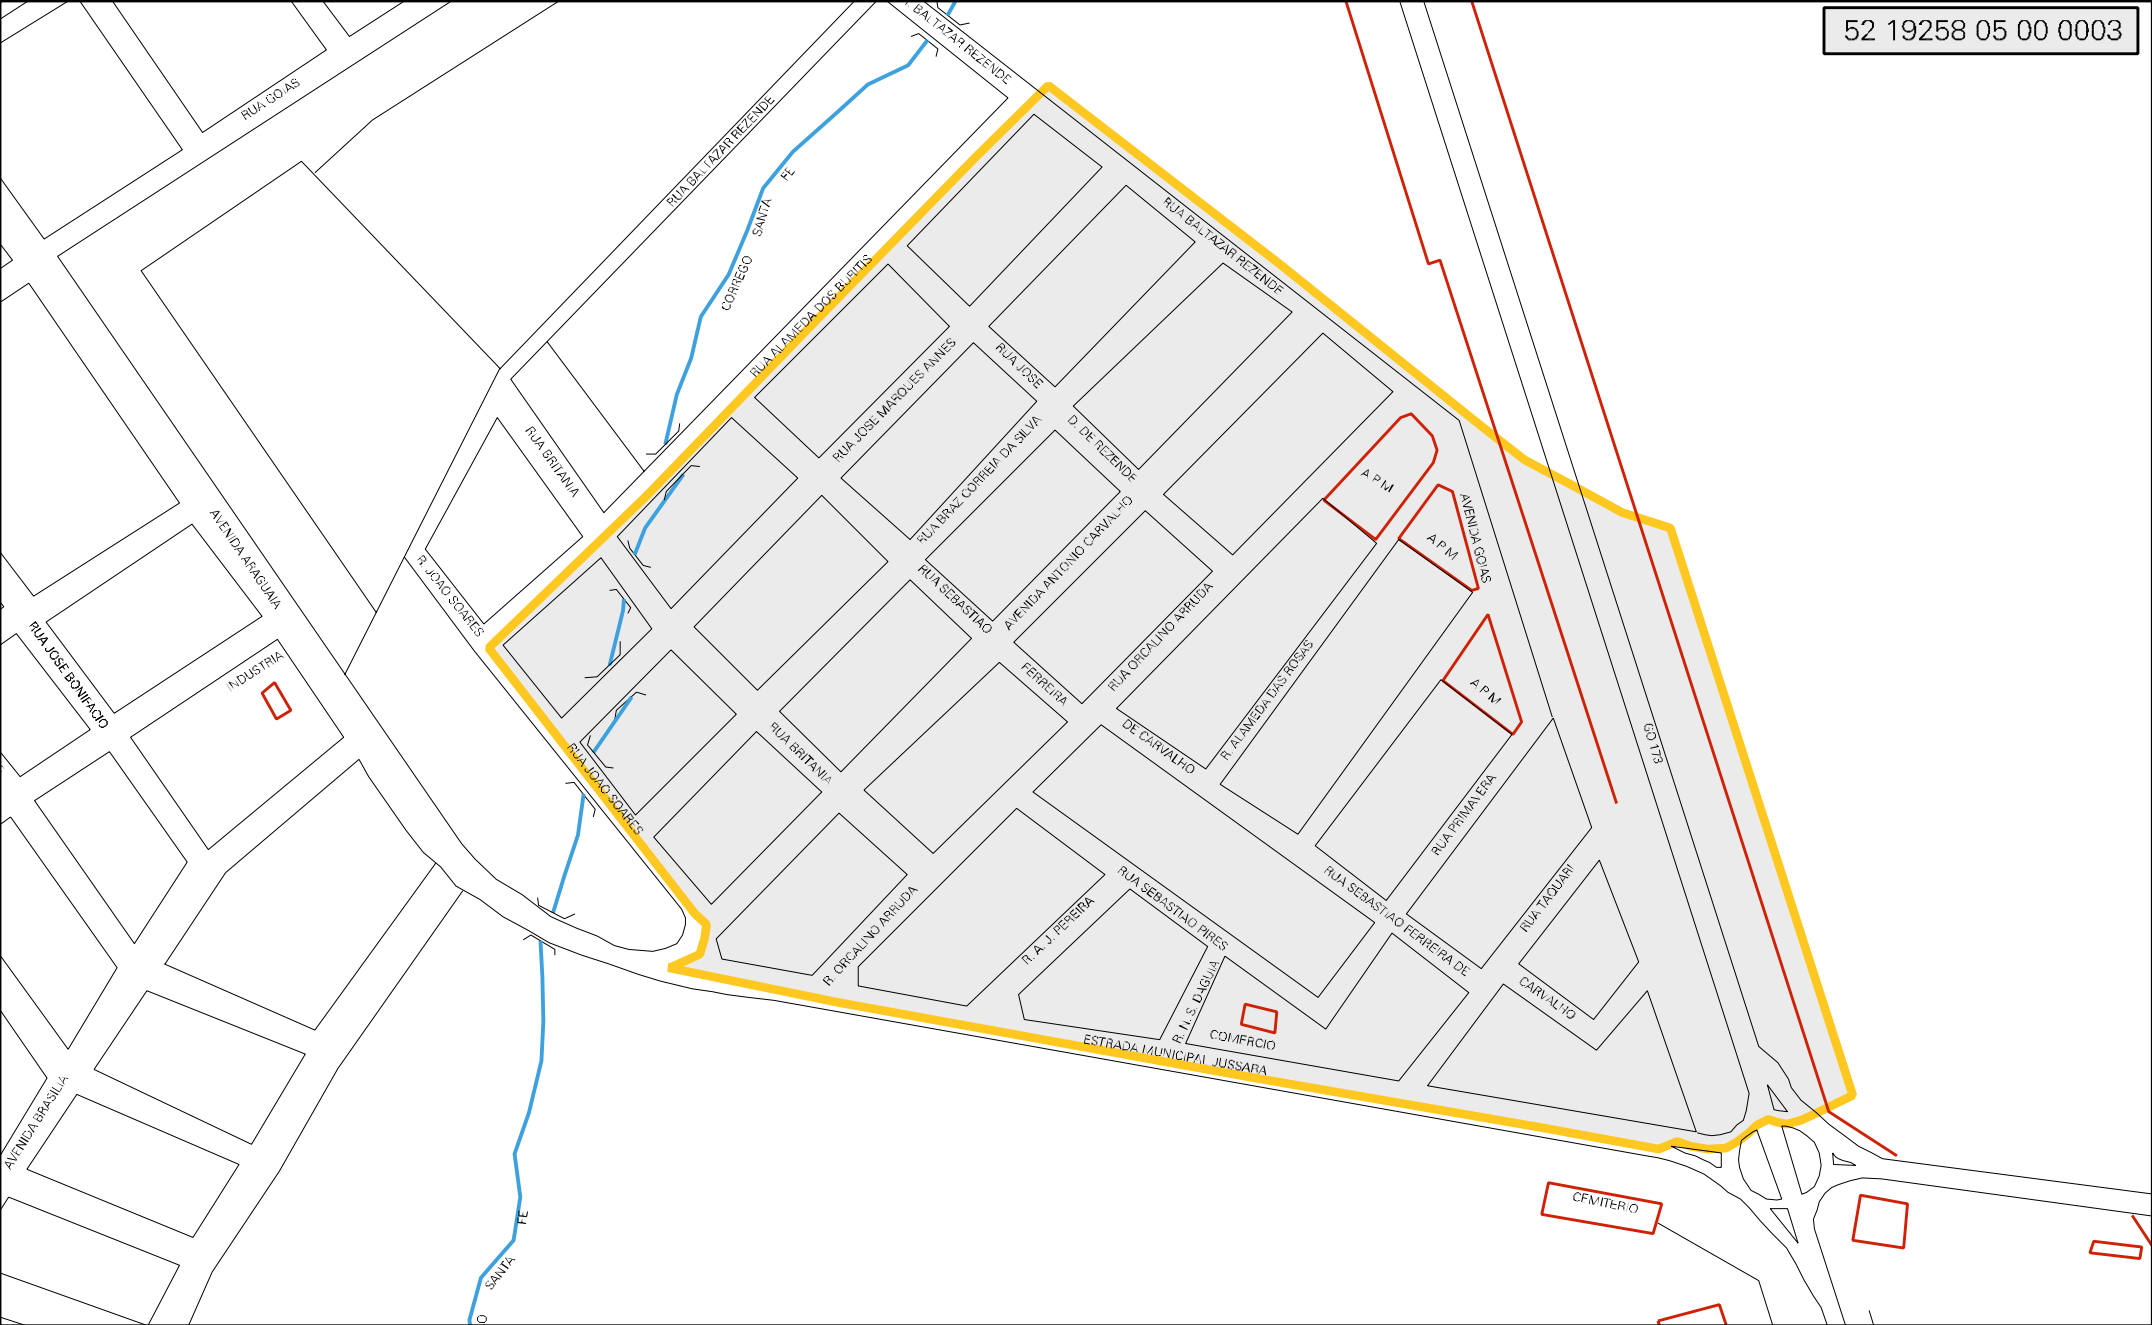 52 19258 05 00 0003
BALTAZAR REZENDE
RUA GOIAS
RUA BALTAZAR REZENDE
SANTA FE
CORREGO
RUA BALTAZAR REZENDE
RUA ALAMEDA DOS BURITIS
RUA JOSE MARQUES ANNES
RUA JOSE
D. DE REZENDE
RUA BRITANIA
RUA BRAZ CORREIA DA SILVA
A P M
A P M
AVENIDA GOIAS
AVENIDA ARAGUAIA
R. JOAO SOARES
RUA SEBASTIAO
AVENIDA ANTONIO CARVALHO
RUA ORCALINO ARRUDA
RUA JOSE BONIFACIO
INDUSTRIA
FERREIRA
R. ALAMEDA DAS ROSAS
A P M
DE CARVALHO
GO 173
RUA JOAO SOARES
RUA BRITANIA
RUA PRIMAVERA
RUA SEBASTIAO PIRES
RUA SEBASTIAO FERREIRA DE
RUA TAQUARI
R. ORCALINO ARRUDA
R. A. J. PEREIRA
R. N. S. DAGUIA
CARVALHO
COMERCIO
ESTRADA MUNICIPAL JUSSARA
AVENIDA BRASILIA
CEMITERIO
FE
SANTA
O